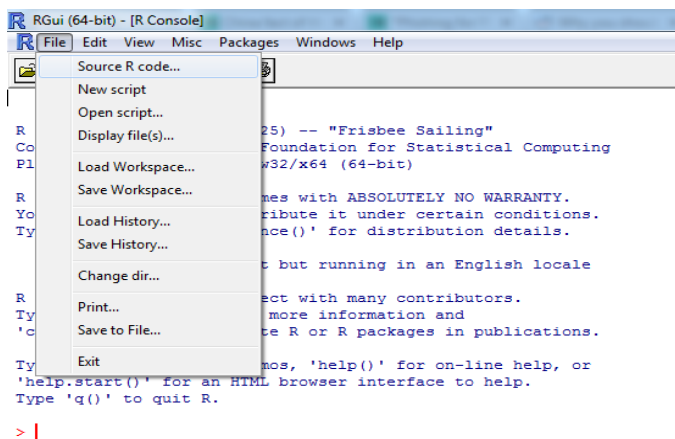 RGui (64-bit) - [R Console]
File Edit View Misc Packages Windows Help
Source R code...
New script
Open script...
Display file(s)...
Load Workspace...
Save Workspace...
Load History...
Save History...
Change dir...
Print...
Save to File...
Exit
R 25) -- "Frisbee Sailing"
Co Foundation for Statistical Computing
Pl w32/x64 (64-bit)
R mes with ABSOLUTELY NO WARRANTY.
Yo ribute it under certain conditions.
Ty nce()' for distribution details.
t but running in an English locale
R ect with many contributors.
Ty more information and
'c te R or R packages in publications.
Ty mos, 'help()' for on-line help, or
'help.start()' for an HTML browser interface to help.
Type 'q()' to quit R.
>